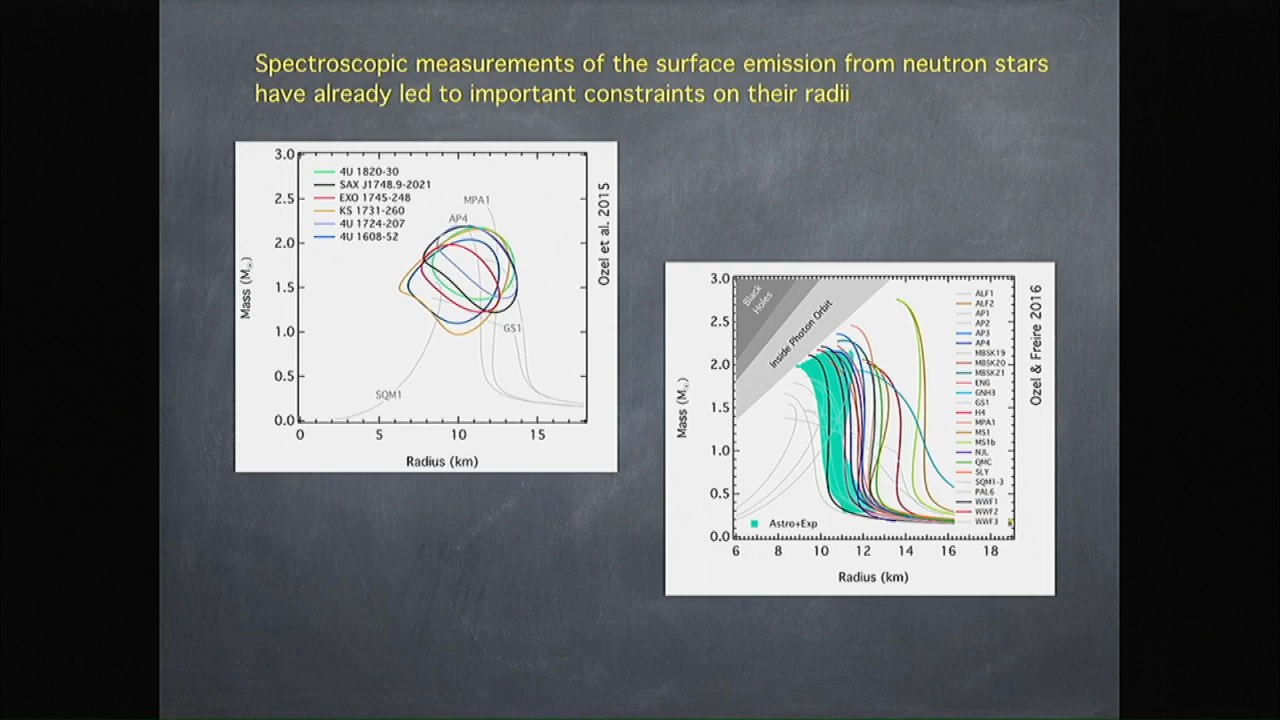 Spectroscopic measurements of the surface emission from neutron stars
have already led to important constraints on their radii
3.0
2.5
2.0
1.5
1.0
0.5
0.0
Mass (M☉)
4U 1820-30
SAX J1748.9-2021
EXO 1745-248
KS 1731-260
4U 1724-207
4U 1608-52
MPA1
AP4
GS1
SQM1
0
5
10
15
Radius (km)
Ozel et al. 2015
3.0
2.5
2.0
1.5
1.0
0.5
0.0
Mass (M☉)
Black
Holes
Inside Photon Orbit
ALF1
ALF2
AP1
AP2
AP3
AP4
MBSK19
MBSK20
MBSK21
ENG
GNH3
GS1
H4
MPA1
MS1
MS1b
NJL
QMC
SLY
SQM1-3
PAL6
WWF1
WWF2
WWF3
Astro+Exp
6
8
10
12
14
16
18
Radius (km)
Ozel & Freire 2016